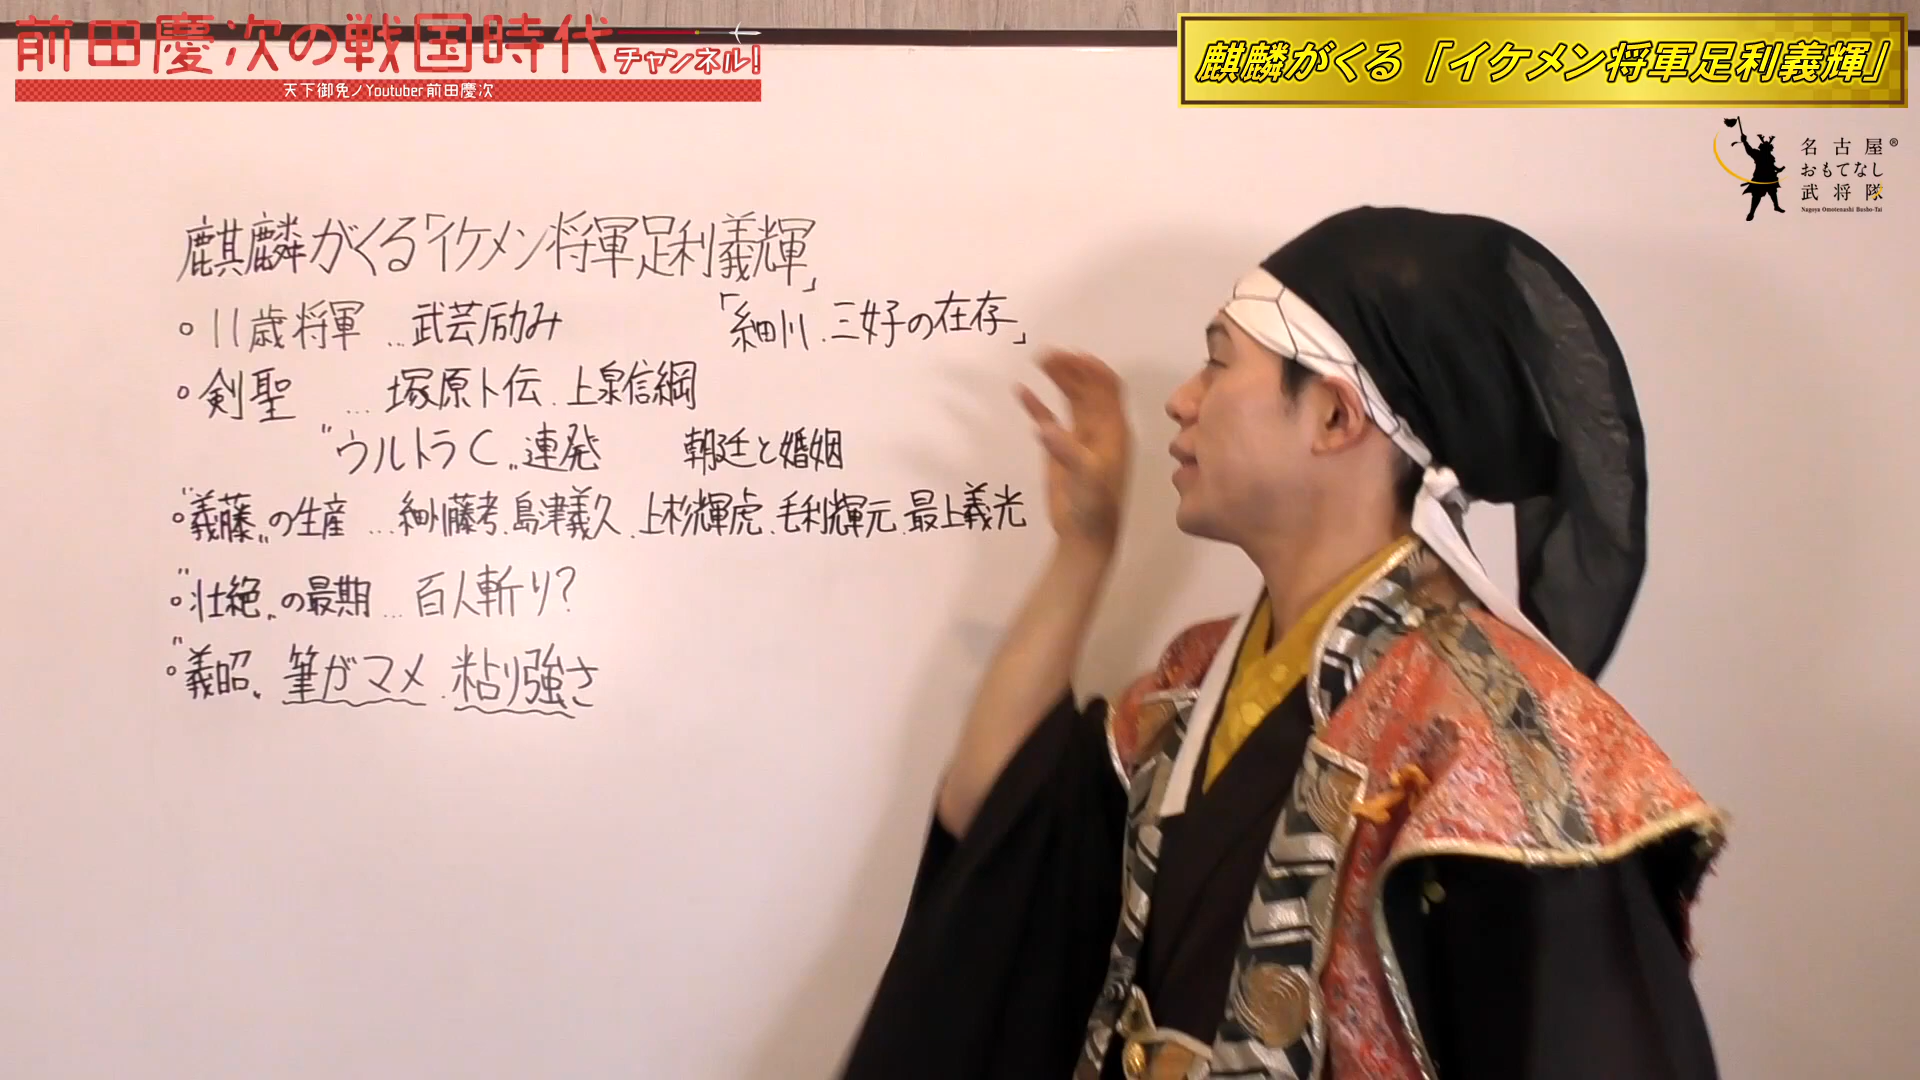 前田慶次の戦国時代チャンネル!
天下御免ノYoutuber前田慶次
麒麟がくる「イケメン将軍足利義輝」
名古屋®
おもてなし
武将隊
Nagoya Omotenashi Busho-Tai
麒麟がくる「イケメン将軍足利義輝」
○11歳将軍…武芸励み 「細川.三好の在存」
○剣聖 …塚原卜伝.上泉信綱
"ウルトラC"連発 朝廷と婚姻
○"義藤"の生産…細川藤考.島津義久.上杉輝虎.毛利輝元.最上義光
○"壮絶"の最期…百人斬り?
○"義昭"筆がマメ.粘り強さ